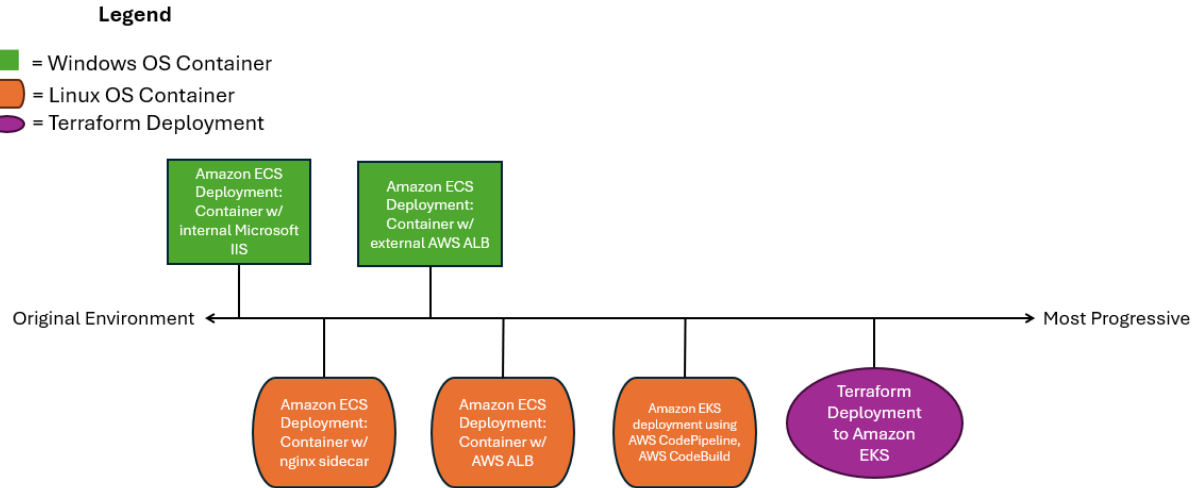 Legend
= Windows OS Container
= Linux OS Container
= Terraform Deployment
Amazon ECS
Deployment:
Container w/
internal Microsoft
IIS
Amazon ECS
Deployment:
Container w/
external AWS ALB
Original Environment
Most Progressive
Amazon ECS
Deployment:
Container w/
nginx sidecar
Amazon ECS
Deployment:
Container w/
AWS ALB
Amazon EKS
deployment using
AWS CodePipeline,
AWS CodeBuild
Terraform
Deployment
to Amazon
EKS